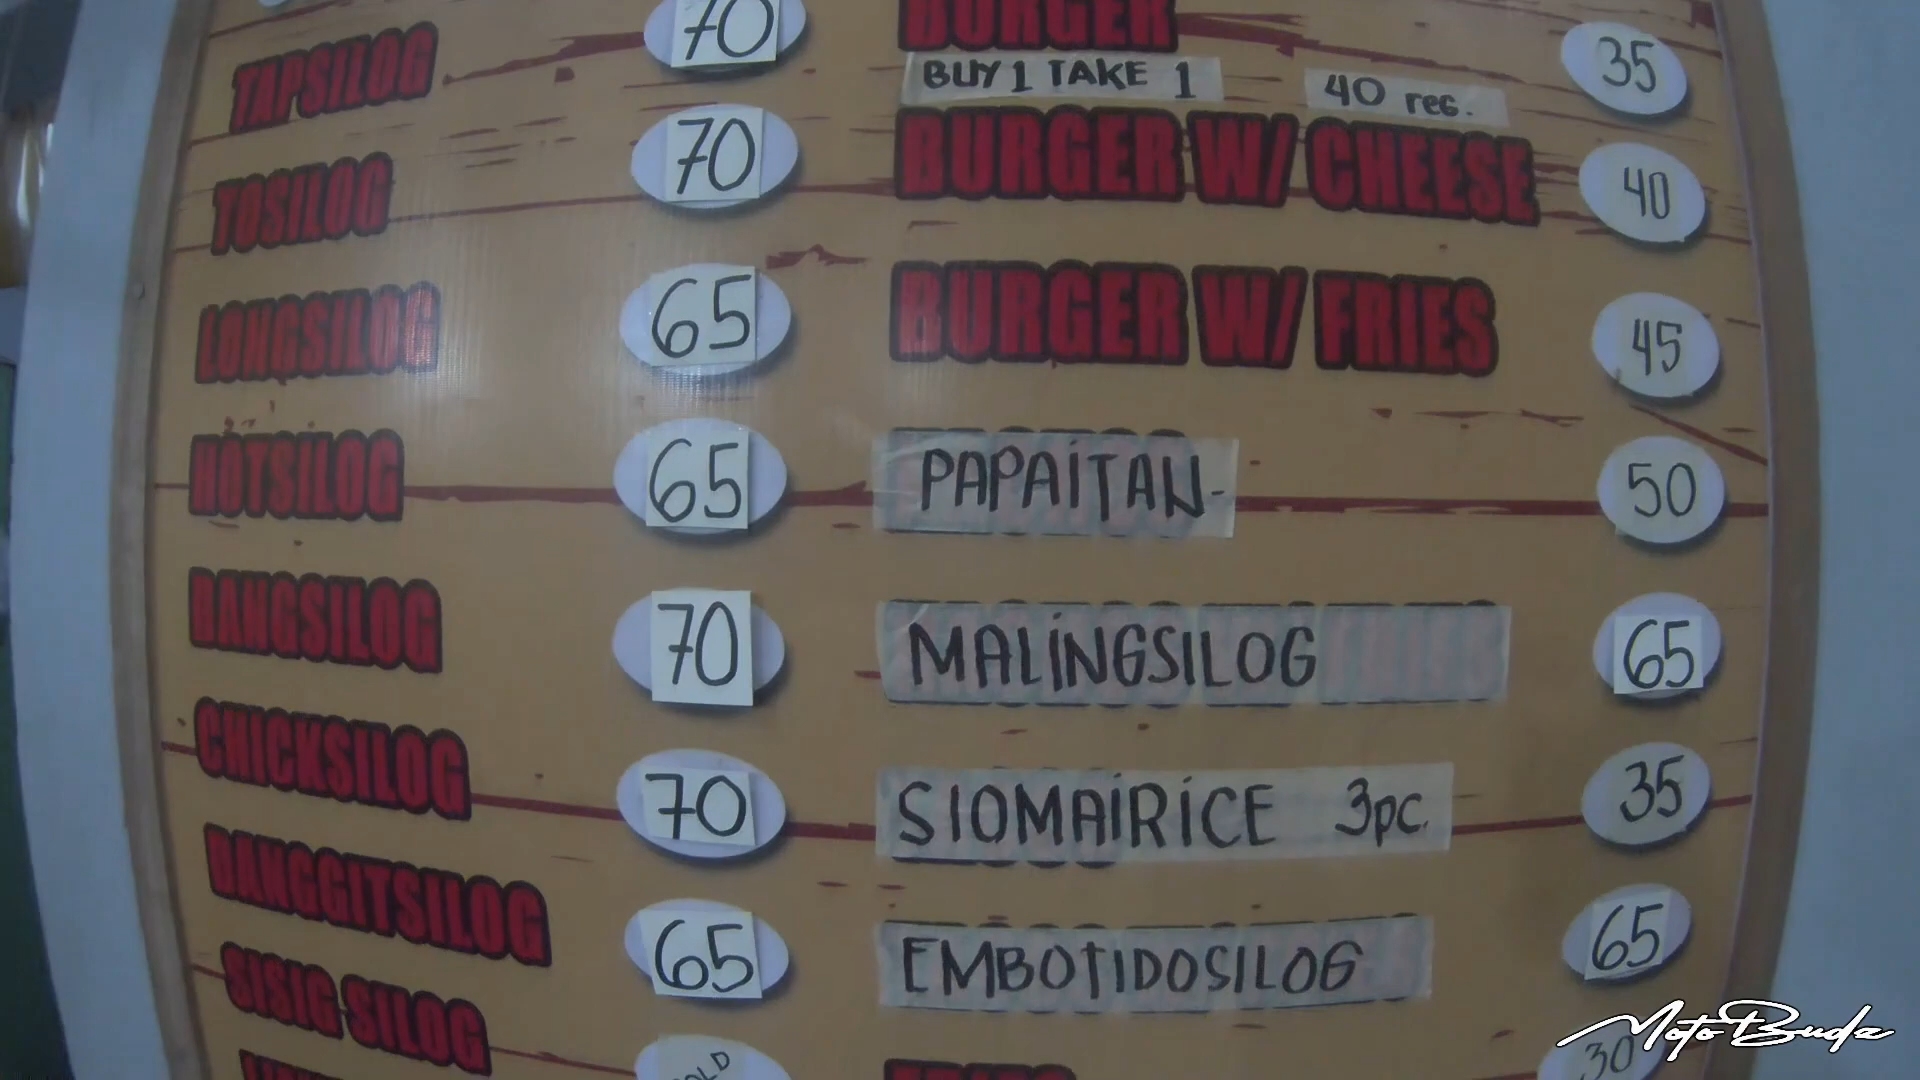 TAPSILOG 70
TOSILOG 70
LONGSILOG 65
HOTSILOG 65
BANGSILOG 70
CHICKSILOG 70
DANGGITSILOG 65
SISIG SILOG
BURGER 35
BUY 1 TAKE 1 40 reg.
BURGER W/ CHEESE 40
BURGER W/ FRIES 45
PAPAITAN- 50
MALINGSILOG 65
SIOMAIRICE 3pc. 35
EMBOTIDOSILOG 65
30
MotoBuda